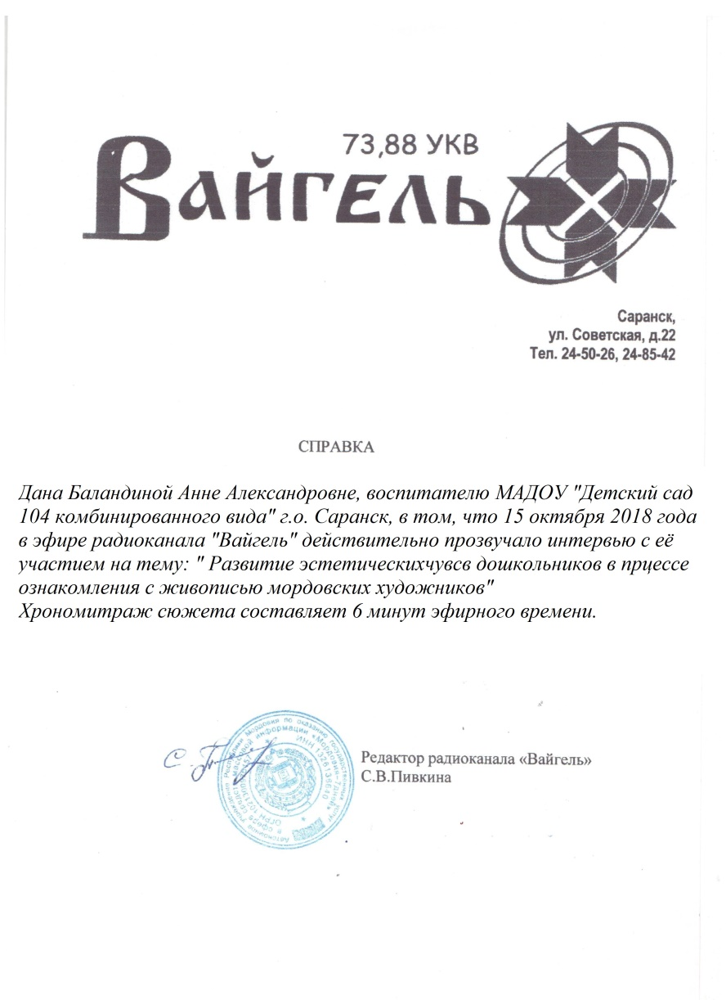 73,88 УКВ
Вайгель
Саранск,
ул. Советская, д.22
Тел. 24-50-26, 24-85-42
СПРАВКА
Дана Баландиной Анне Александровне, воспитателю МАДОУ "Детский сад
104 комбинированного вида" г.о. Саранск, в том, что 15 октября 2018 года
в эфире радиоканала "Вайгель" действительно прозвучало интервью с её
участием на тему: " Развитие эстетическихчувсв дошкольников в прцессе
ознакомления с живописью мордовских художников"
Хрономитраж сюжета составляет 6 минут эфирного времени.
Редактор радиоканала «Вайгель»
С.В.Пивкина